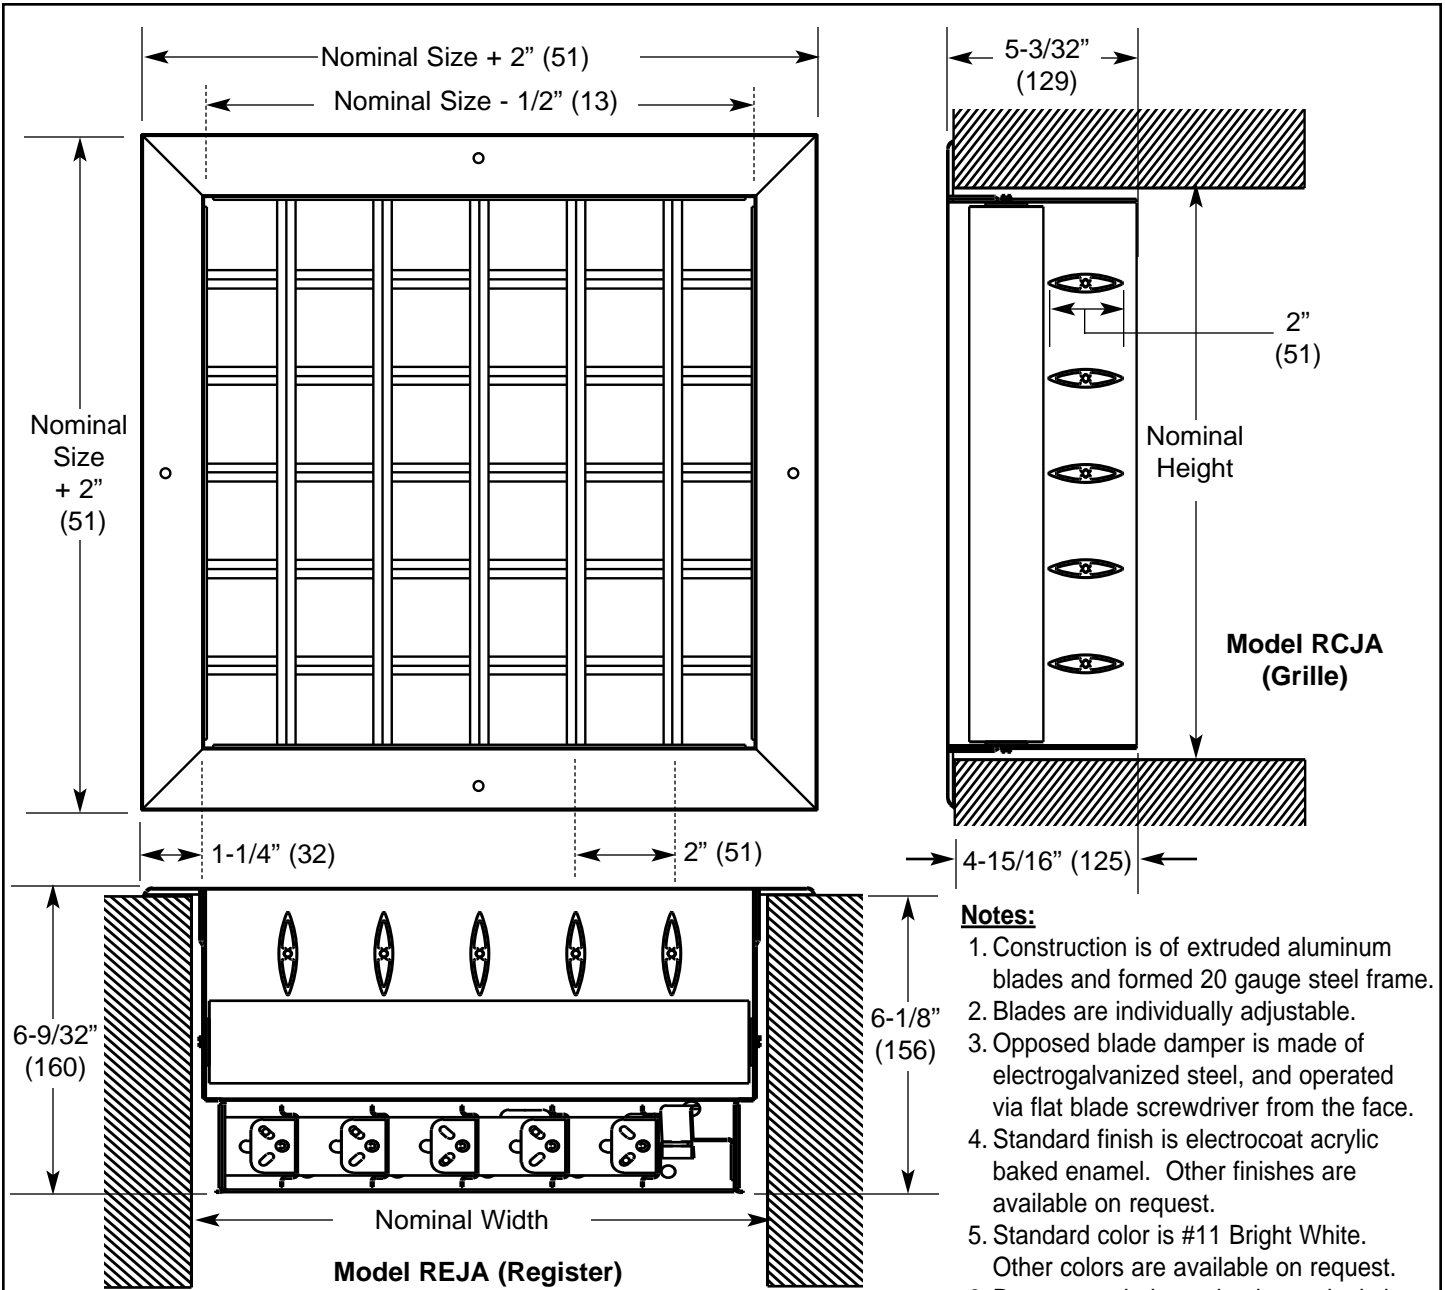 Nominal Size + 2” (51)
Nominal Size - 1/2” (13)
5-3/32”
(129)
2”
(51)
Nominal
Size
+ 2”
(51)
Nominal
Height
Model RCJA
(Grille)
1-1/4” (32)
2” (51)
4-15/16” (125)
6-9/32”
(160)
6-1/8”
(156)
Nominal Width
Model REJA (Register)
Notes:
1. Construction is of extruded aluminum
blades and formed 20 gauge steel frame.
2. Blades are individually adjustable.
3. Opposed blade damper is made of
electrogalvanized steel, and operated
via flat blade screwdriver from the face.
4. Standard finish is electrocoat acrylic
baked enamel. Other finishes are
available on request.
5. Standard color is #11 Bright White.
Other colors are available on request.